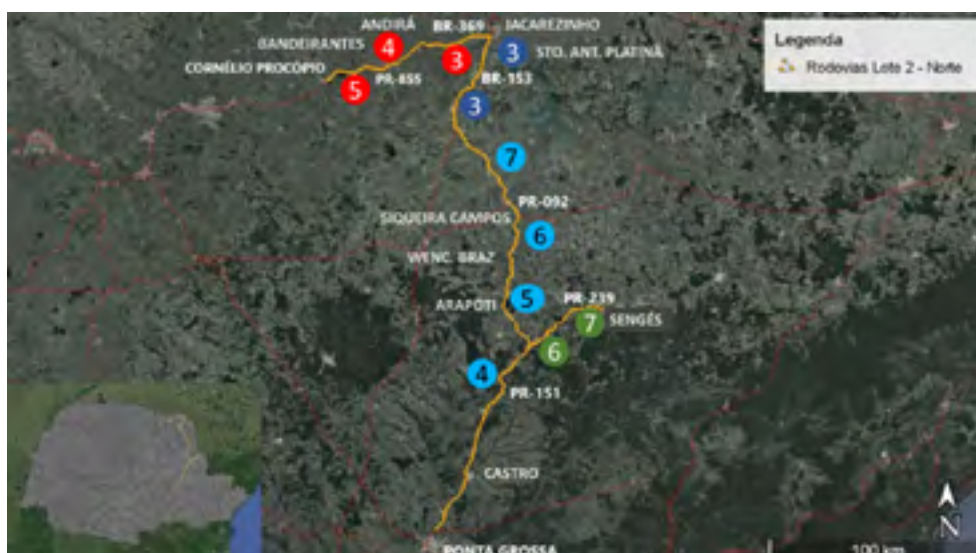 ANDIRÁ BR-369 JACAREZINHO
BANDEIRANTES 4 3 3 STO. ANT. PLATINA
CORNÉLIO PROCÓPIO 5 PR-855 BR-153
3
7
PR-092
SIQUEIRA CAMPOS
6
WENC. BRAZ
ARAPOTI 5 PR-239
7 SENGÉS
6
4
PR-151
CASTRO
PONTA GROSSA
Legenda
Rodovias Lote 2 - Norte
N
100 km